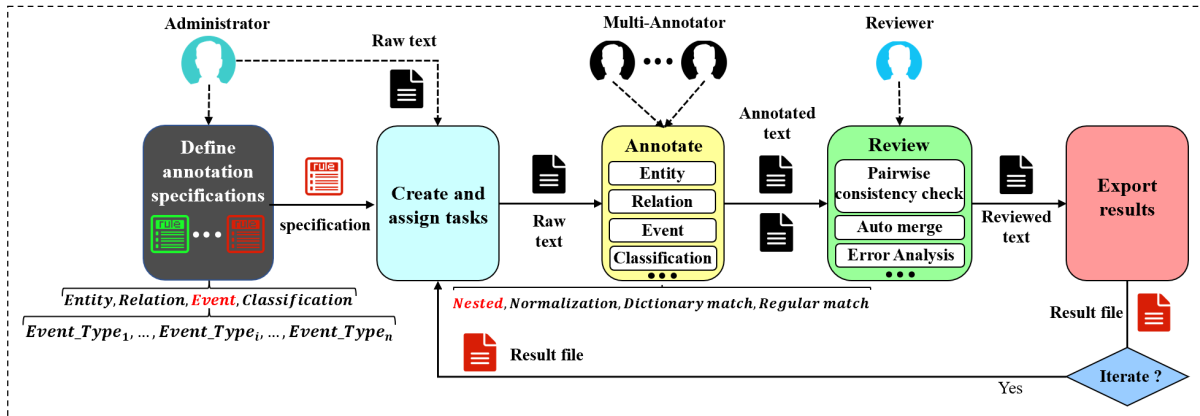 Administrator
Raw text
Multi-Annotator
Reviewer
Define
annotation
specifications
rule
rule
rule
specification
Create and
assign tasks
Raw
text
Annotate
Entity
Relation
Event
Classification
Annotated
text
Review
Pairwise
consistency check
Auto merge
Error Analysis
Reviewed
text
Export
results
Entity, Relation, Event, Classification
Event_Type1, ..., Event_Typei, ..., Event_Typen
Nested, Normalization, Dictionary match, Regular match
Result file
Result file
Iterate ?
Yes